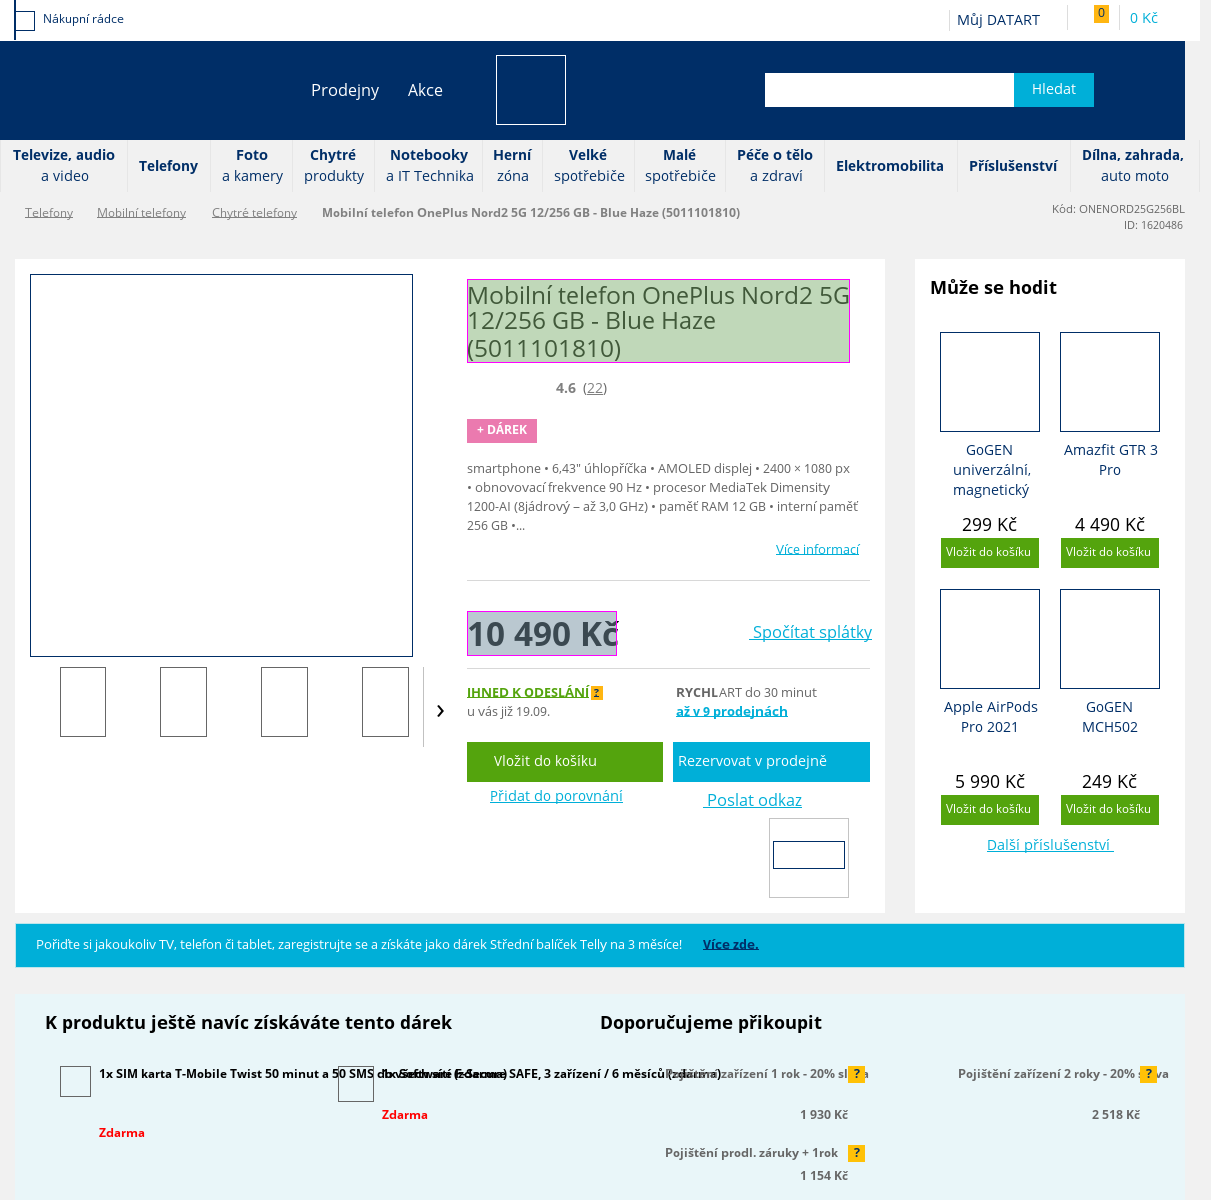 Nákupní rádce
Můj DATART
0
0 Kč
Prodejny
Akce
Hledat
Televize, audio
a video
Telefony
Foto
a kamery
Chytré
produkty
Notebooky
a IT Technika
Herní
zóna
Velké
spotřebiče
Malé
spotřebiče
Péče o tělo
a zdraví
Elektromobilita
Příslušenství
Dílna, zahrada,
auto moto
Telefony
Mobilní telefony
Chytré telefony
Mobilní telefon OnePlus Nord2 5G 12/256 GB - Blue Haze (5011101810)
Kód: ONENORD25G256BL
ID: 1620486
Mobilní telefon OnePlus Nord2 5G
12/256 GB - Blue Haze
(5011101810)
4.6 (22)
+ DÁREK
smartphone • 6,43" úhlopříčka • AMOLED displej • 2400 × 1080 px
• obnovovací frekvence 90 Hz • procesor MediaTek Dimensity
1200-AI (8jádrový – až 3,0 GHz) • paměť RAM 12 GB • interní paměť
256 GB •...
Více informací
10 490 Kč
Spočítat splátky
IHNED K ODESLÁNÍ ?
u vás již 19.09.
RYCHLART do 30 minut
až v 9 prodejnách
Vložit do košíku
Rezervovat v prodejně
Přidat do porovnání
Poslat odkaz
Může se hodit
GoGEN
univerzální,
magnetický
299 Kč
Vložit do košíku
Amazfit GTR 3
Pro
4 490 Kč
Vložit do košíku
Apple AirPods
Pro 2021
5 990 Kč
Vložit do košíku
GoGEN
MCH502
249 Kč
Vložit do košíku
Další příslušenství
Pořiďte si jakoukoliv TV, telefon či tablet, zaregistrujte se a získáte jako dárek Střední balíček Telly na 3 měsíce!
Více zde.
K produktu ještě navíc získáváte tento dárek
1x SIM karta T-Mobile Twist 50 minut a 50 SMS do všech sítí (zdarma)
Zdarma
1x Software F-Secure SAFE, 3 zařízení / 6 měsíců (zdarma)
Zdarma
Doporučujeme přikoupit
Pojištění zařízení 1 rok - 20% sleva
?
1 930 Kč
Pojištění zařízení 2 roky - 20% sleva
?
2 518 Kč
Pojištění prodl. záruky + 1rok
?
1 154 Kč